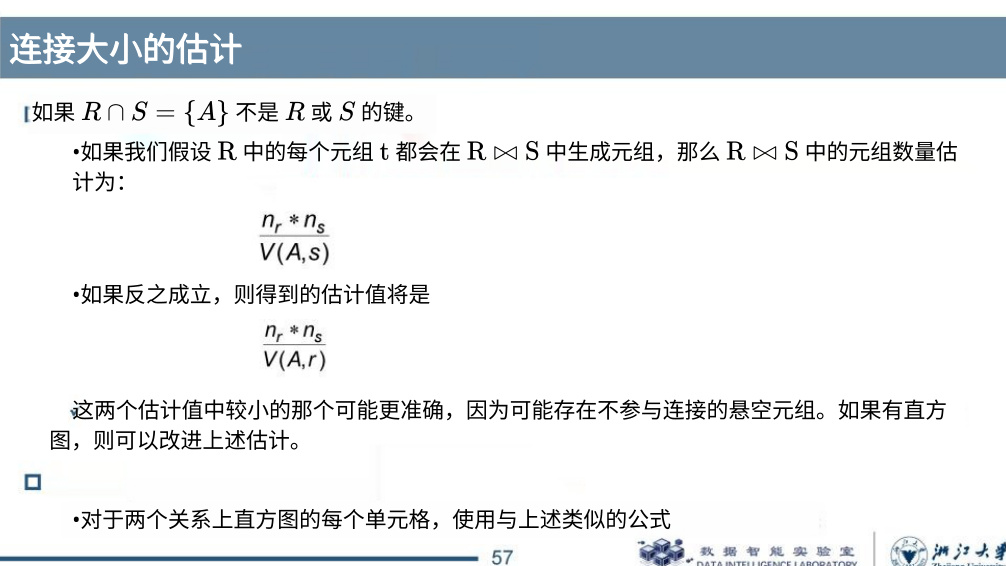 连接大小的估计
如果 R ∩ S = {A} 不是 R 或 S 的键。
•如果我们假设 R 中的每个元组 t 都会在 R ⋈ S 中生成元组，那么 R ⋈ S 中的元组数量估
计为：
n_r * n_s
V(A,s)
•如果反之成立，则得到的估计值将是
n_r * n_s
V(A,r)
这两个估计值中较小的那个可能更准确，因为可能存在不参与连接的悬空元组。如果有直方
图，则可以改进上述估计。
•对于两个关系上直方图的每个单元格，使用与上述类似的公式
57
数据智能实验室
DATA INTELLIGENCE LABORATORY
浙江大学